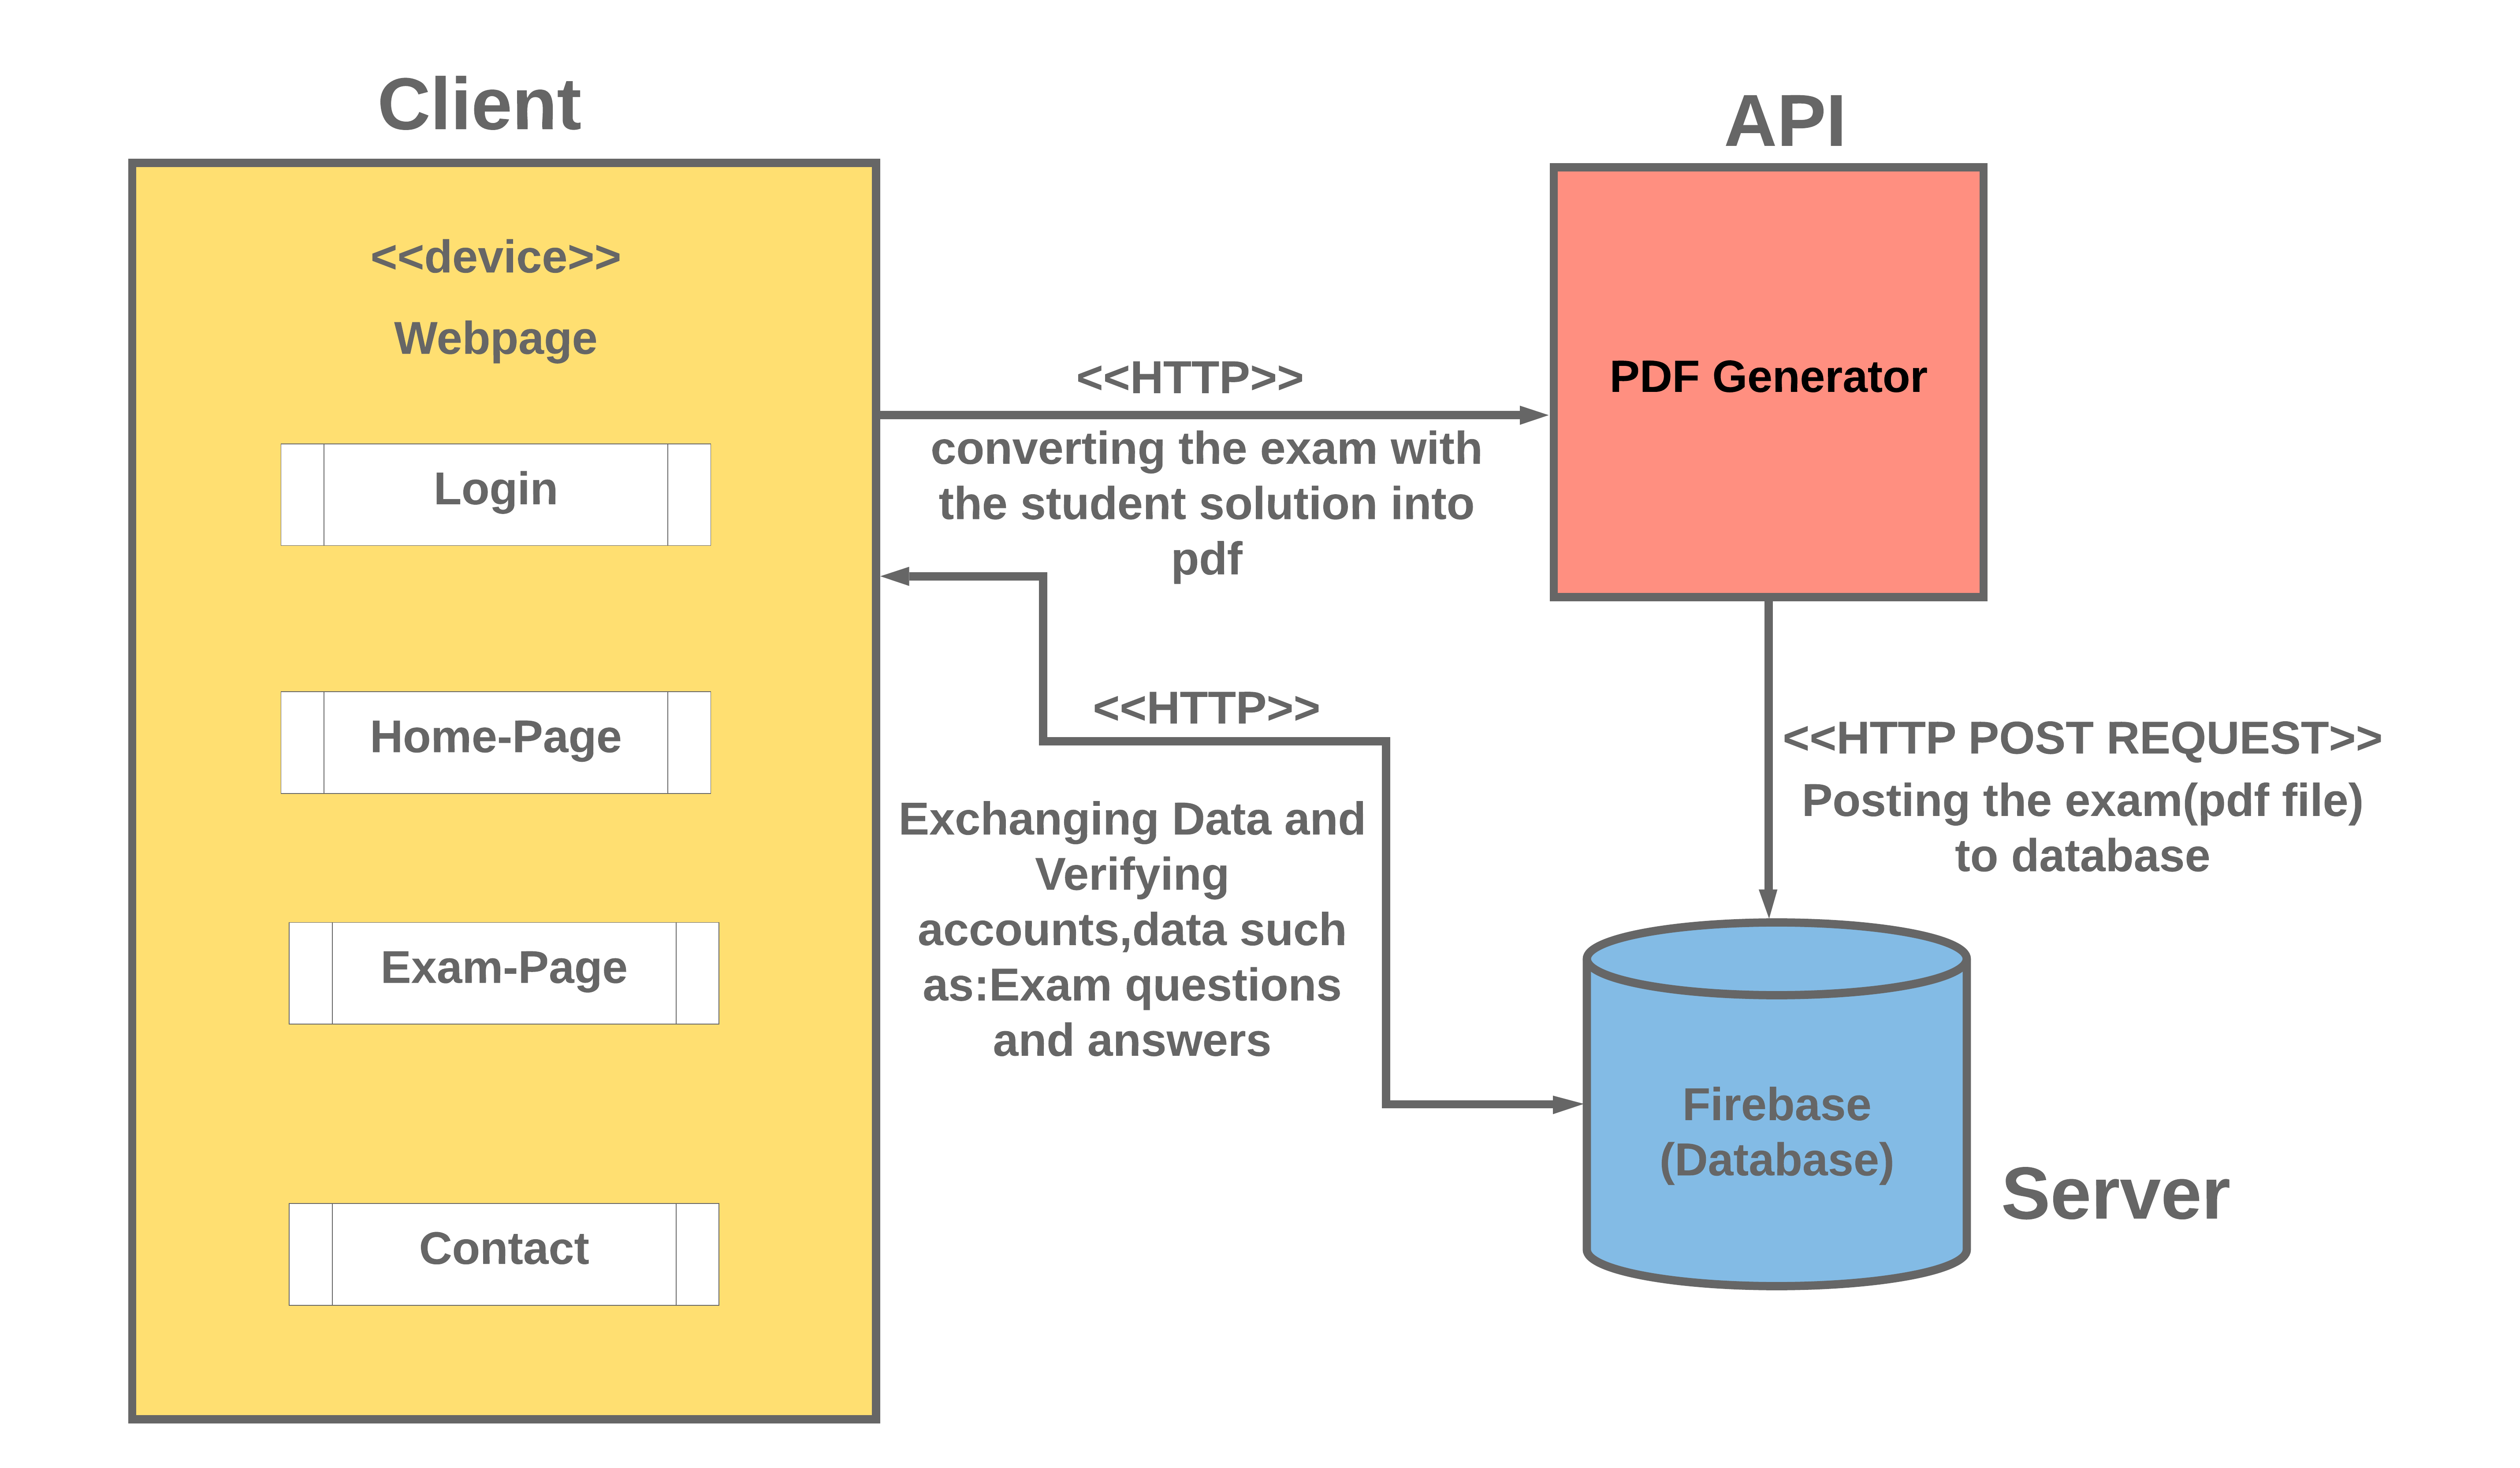 Client
<<device>>
Webpage
Login
Home-Page
Exam-Page
Contact
<<HTTP>>
converting the exam with
the student solution into
pdf
<<HTTP>>
Exchanging Data and
Verifying
accounts,data such
as:Exam questions
and answers
API
PDF Generator
<<HTTP POST REQUEST>>
Posting the exam(pdf file)
to database
Firebase
(Database)
Server